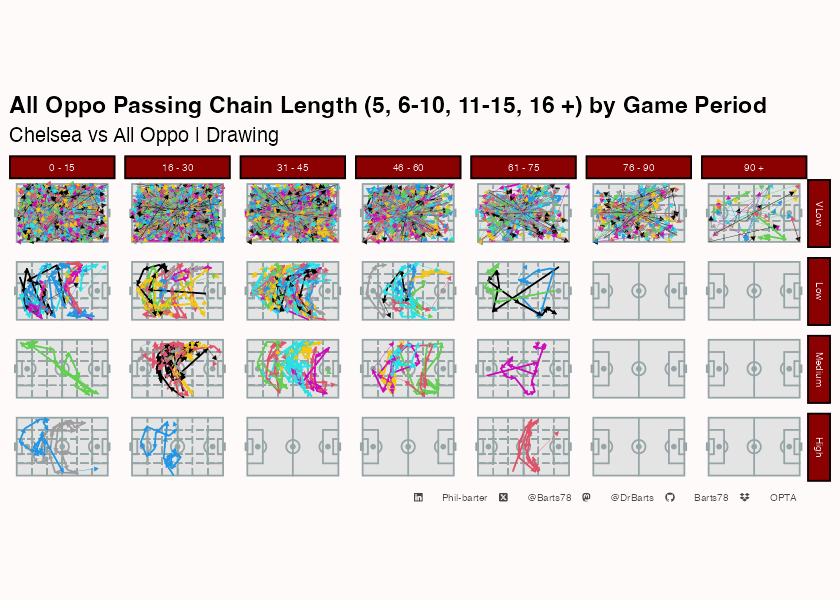 All Oppo Passing Chain Length (5, 6-10, 11-15, 16 +) by Game Period
Chelsea vs All Oppo I Drawing
0 - 15
16 - 30
31 - 45
46 - 60
61 - 75
76 - 90
90 +
VLow
Low
Medium
High
Phil-barter @Barts78 @DrBarts Barts78 OPTA